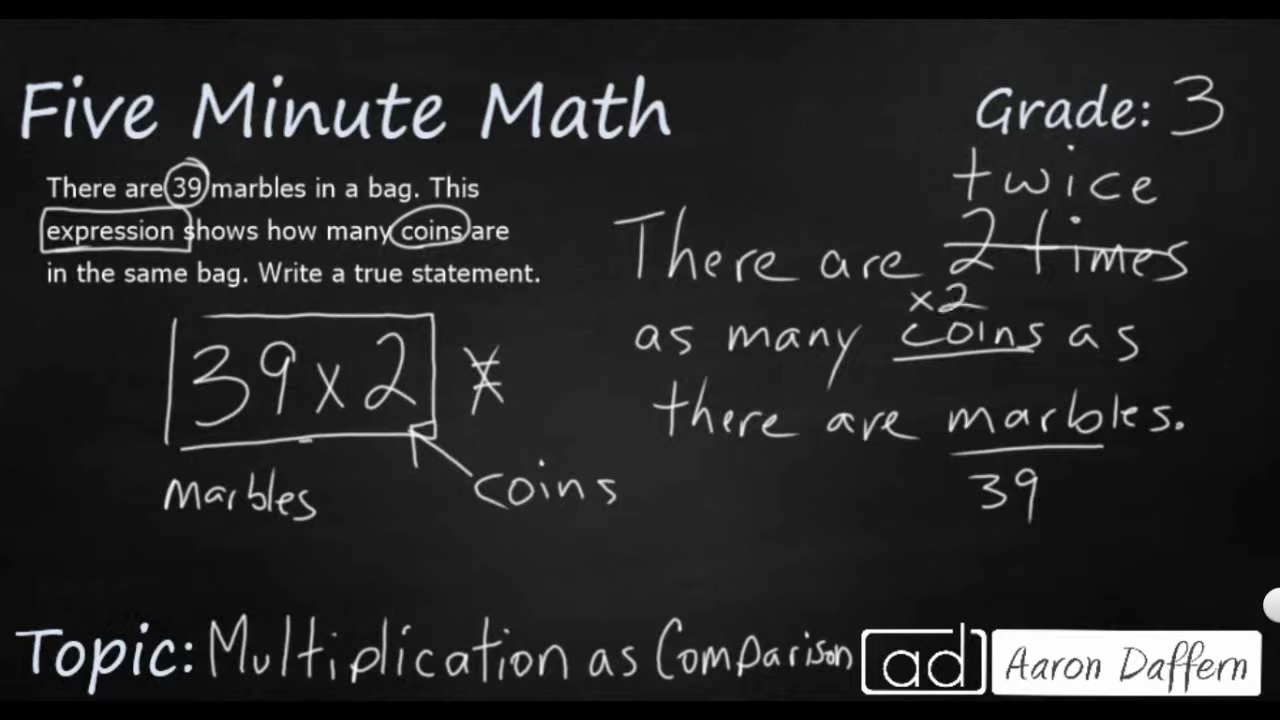 Five Minute Math
Grade: 3
There are 39 marbles in a bag. This
expression shows how many coins are
in the same bag. Write a true statement.
39 x 2
marbles
coins
twice
There are 2 times
x2
as many coins as
there are marbles.
39
Topic: Multiplication as Comparison
ad Aaron Daffern